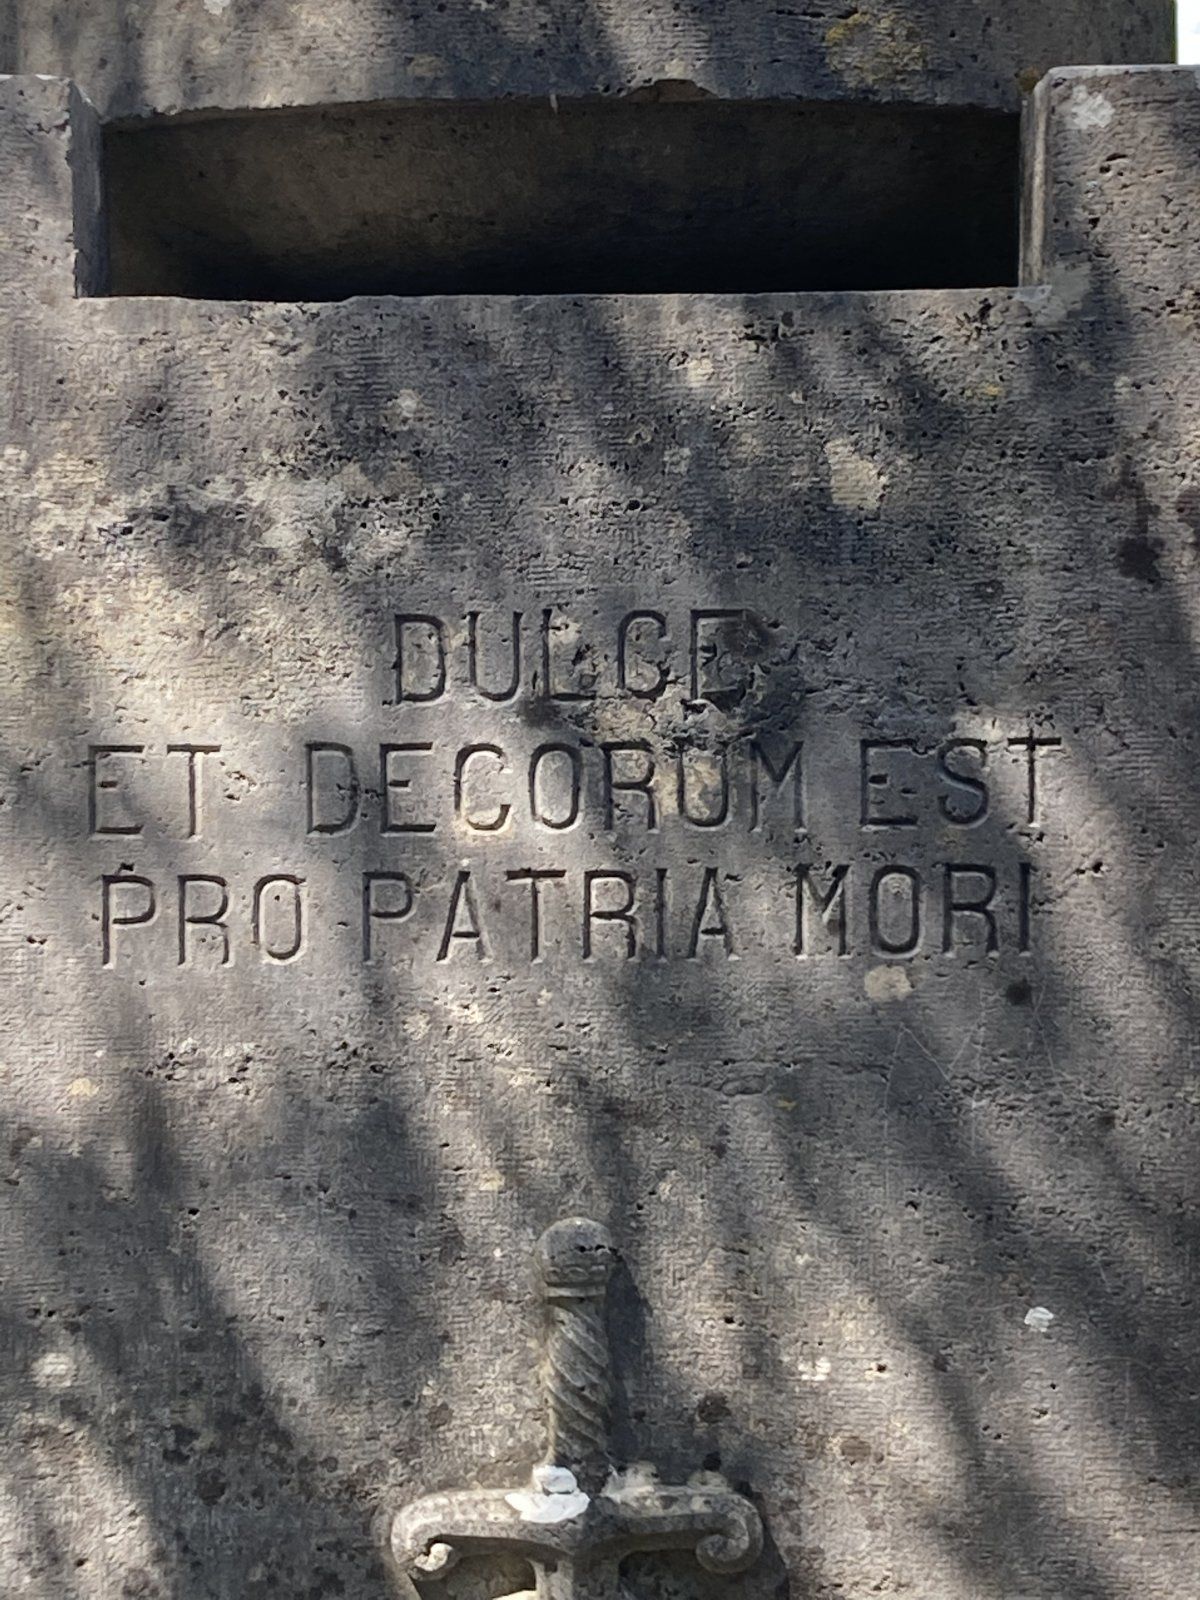 DULCE
ET DECORUM EST
PRO PATRIA MORI